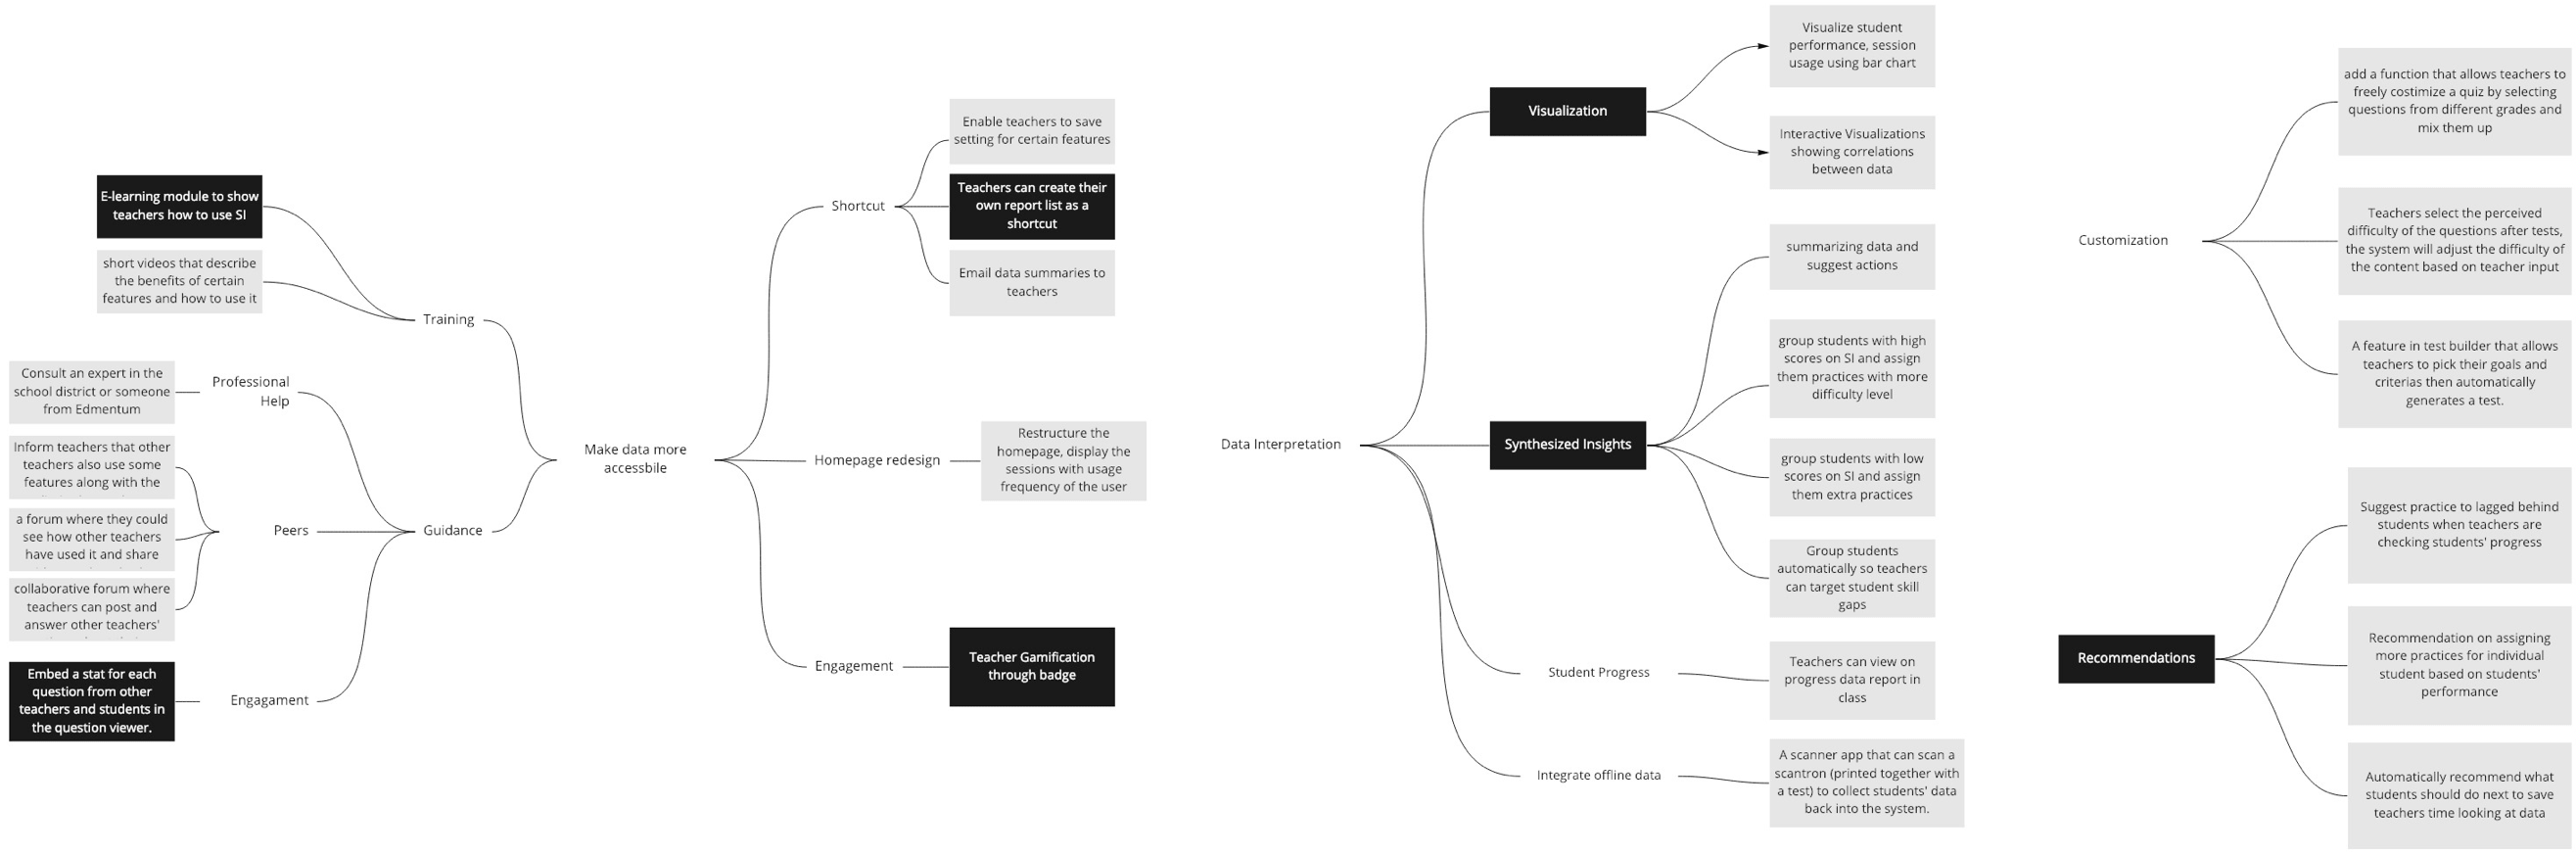 E-learning module to show
teachers how to use SI
short videos that describe
the benefits of certain
features and how to use it
Training
Consult an expert in the
school district or someone
from Edmentum
Professional
Help
Inform teachers that other
teachers also use some
features along with the
a forum where they could
see how other teachers
have used it and share
collaborative forum where
teachers can post and
answer other teachers'
Peers
Guidance
Embed a stat for each
question from other
teachers and students in
the question viewer.
Engagament
Make data more
accessbile
Shortcut
Enable teachers to save
setting for certain features
Teachers can create their
own report list as a
shortcut
Email data summaries to
teachers
Homepage redesign
Restructure the
homepage, display the
sessions with usage
frequency of the user
Engagement
Teacher Gamification
through badge
Data Interpretation
Visualization
Visualize student
performance, session
usage using bar chart
Interactive Visualizations
showing correlations
between data
Synthesized Insights
summarizing data and
suggest actions
group students with high
scores on SI and assign
them practices with more
difficulty level
group students with low
scores on SI and assign
them extra practices
Group students
automatically so teachers
can target student skill
gaps
Student Progress
Teachers can view on
progress data report in
class
Integrate offline data
A scanner app that can scan a
scantron (printed together with
a test) to collect students' data
back into the system.
Customization
add a function that allows teachers to
freely costimize a quiz by selecting
questions from different grades and
mix them up
Teachers select the perceived
difficulty of the questions after tests,
the system will adjust the difficulty of
the content based on teacher input
A feature in test builder that allows
teachers to pick their goals and
criterias then automatically
generates a test.
Recommendations
Suggest practice to lagged behind
students when teachers are
checking students' progress
Recommendation on assigning
more practices for individual
student based on students'
performance
Automatically recommend what
students should do next to save
teachers time looking at data